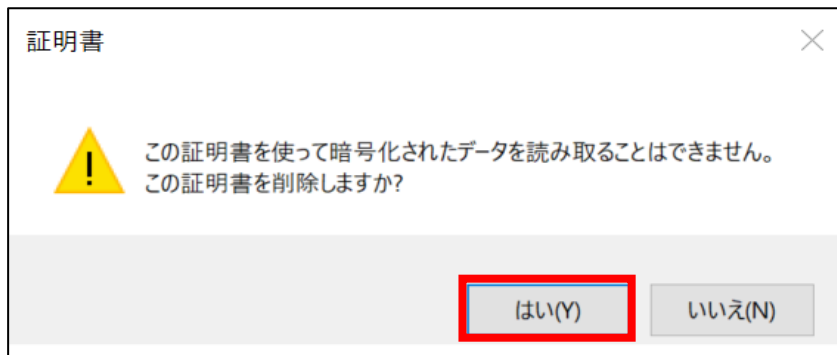 証明書
この証明書を使って暗号化されたデータを読み取ることはできません。
この証明書を削除しますか?
はい(Y)
いいえ(N)